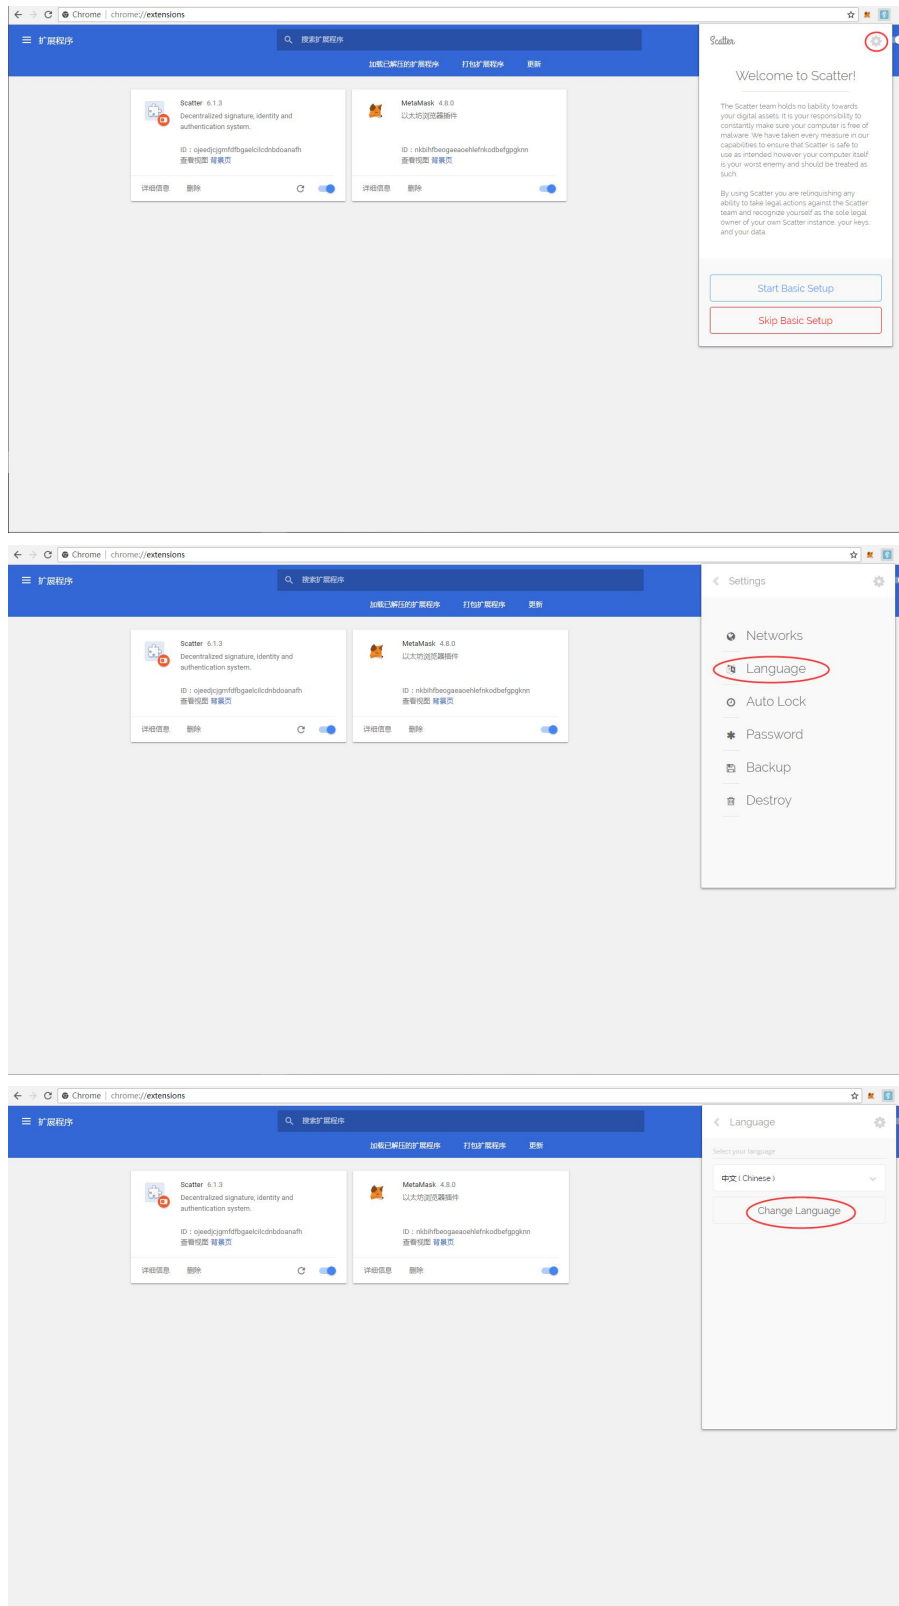 Chrome | chrome://extensions
扩展程序
搜索扩展程序
加载已解压的扩展程序 打包扩展程序 更新
Scatter 6.1.3
Decentralized signature, identity and
authentication system.
ID：ojeedjcjgmfdfbgaelcilcdnbdoanafh
查看视图 背景页
详细信息 删除
MetaMask 4.8.0
以太坊浏览器插件
ID：nkbihfbeogaeaoehlefnkodbefgpgknn
查看视图 背景页
详细信息 删除
Scatter
Welcome to Scatter!
The Scatter team holds no liability towards
your digital assets. It is your responsibility to
constantly make sure your computer is free of
malware. We have taken every measure in our
capabilities to ensure that Scatter is safe to
use as intended however your computer itself
is your worst enemy and should be treated as
such.
By using Scatter you are relinquishing any
ability to take legal actions against the Scatter
team and recognize yourself as the sole legal
owner of your own Scatter instance, your keys,
and your data.
Start Basic Setup
Skip Basic Setup
Chrome | chrome://extensions
扩展程序
搜索扩展程序
加载已解压的扩展程序 打包扩展程序 更新
Scatter 6.1.3
Decentralized signature, identity and
authentication system.
ID：ojeedjcjgmfdfbgaelcilcdnbdoanafh
查看视图 背景页
详细信息 删除
MetaMask 4.8.0
以太坊浏览器插件
ID：nkbihfbeogaeaoehlefnkodbefgpgknn
查看视图 背景页
详细信息 删除
Settings
Networks
Language
Auto Lock
Password
Backup
Destroy
Chrome | chrome://extensions
扩展程序
搜索扩展程序
加载已解压的扩展程序 打包扩展程序 更新
Scatter 6.1.3
Decentralized signature, identity and
authentication system.
ID：ojeedjcjgmfdfbgaelcilcdnbdoanafh
查看视图 背景页
详细信息 删除
MetaMask 4.8.0
以太坊浏览器插件
ID：nkbihfbeogaeaoehlefnkodbefgpgknn
查看视图 背景页
详细信息 删除
Language
Select your language
中文 ( Chinese )
Change Language